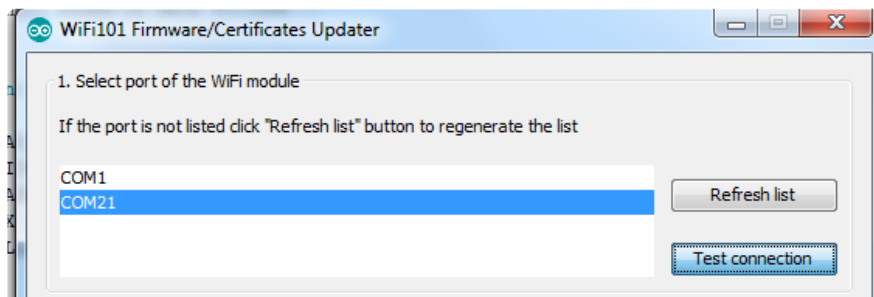 WiFi101 Firmware/Certificates Updater
1. Select port of the WiFi module
If the port is not listed click "Refresh list" button to regenerate the list
COM1
COM21
Refresh list
Test connection